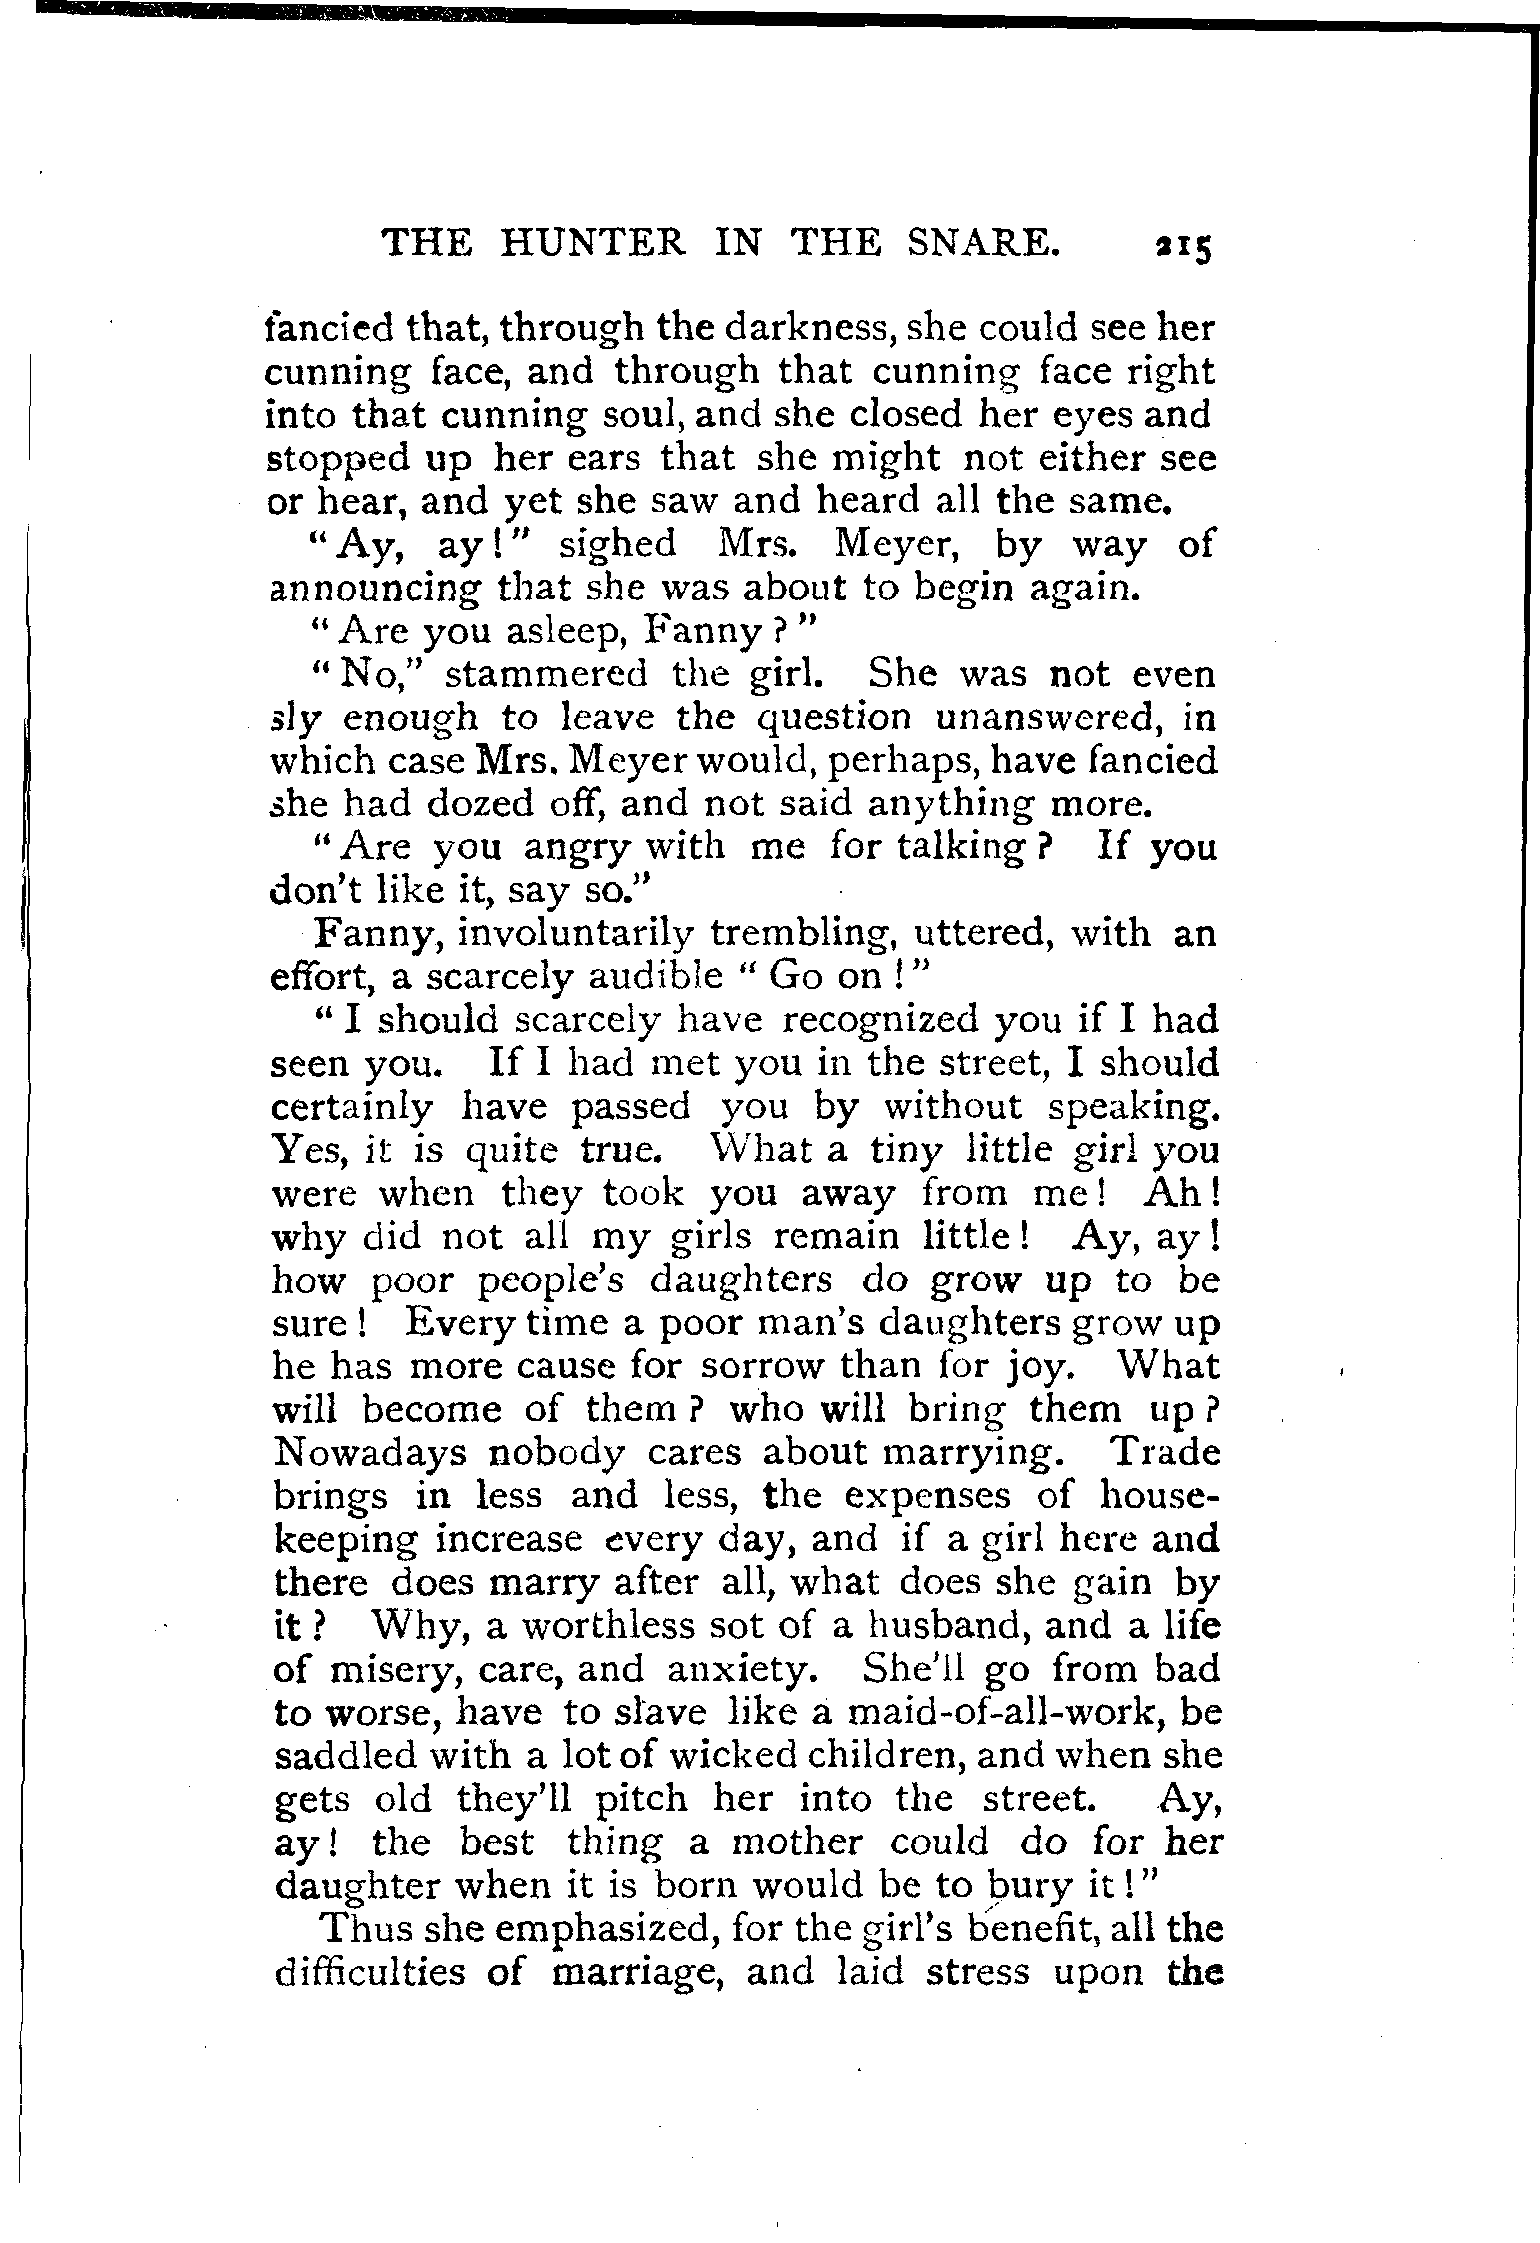 THE HUNTER IN THE SNARE. 215
fancied that, through the darkness, she could see her
cunning face, and through that cunning face right
into that cunning soul, and she closed her eyes and
stopped up her ears that she might not either see
or hear, and yet she saw and heard all the same.
"Ay, ay!" sighed Mrs. Meyer, by way of
announcing that she was about to begin again.
"Are you asleep, Fanny?"
"No," stammered the girl. She was not even
sly enough to leave the question unanswered, in
which case Mrs. Meyer would, perhaps, have fancied
she had dozed off, and not said anything more.
"Are you angry with me for talking? If you
don't like it, say so."
Fanny, involuntarily trembling, uttered, with an
effort, a scarcely audible "Go on!"
"I should scarcely have recognized you if I had
seen you. If I had met you in the street, I should
certainly have passed you by without speaking.
Yes, it is quite true. What a tiny little girl you
were when they took you away from me! Ah!
why did not all my girls remain little! Ay, ay!
how poor people's daughters do grow up to be
sure! Every time a poor man's daughters grow up
he has more cause for sorrow than for joy. What
will become of them? who will bring them up?
Nowadays nobody cares about marrying. Trade
brings in less and less, the expenses of house-
keeping increase every day, and if a girl here and
there does marry after all, what does she gain by
it? Why, a worthless sot of a husband, and a life
of misery, care, and anxiety. She'll go from bad
to worse, have to slave like a maid-of-all-work, be
saddled with a lot of wicked children, and when she
gets old they'll pitch her into the street. Ay,
ay! the best thing a mother could do for her
daughter when it is born would be to bury it!"
Thus she emphasized, for the girl's benefit, all the
difficulties of marriage, and laid stress upon the